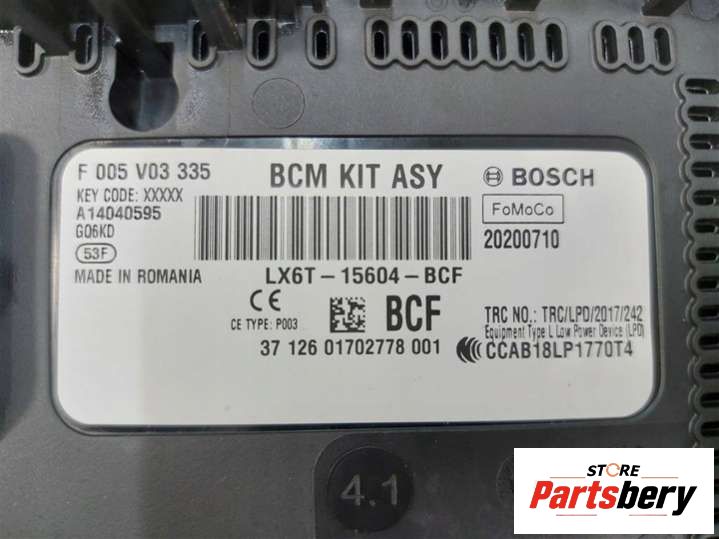 F 005 V03 335
BCM KIT ASY
BOSCH
KEY CODE: XXXXX
A14040595
G06KD
53F
MADE IN ROMANIA
FoMoCo
20200710
LX6T-15604-BCF
CE
CE TYPE: P003
BCF
37 126 01702778 001
TRC NO.: TRC/LPD/2017/242
Equipment Type: L Low Power Device (LPD)
CCAB18LP1770T4
4.1
STORE
Partsbery